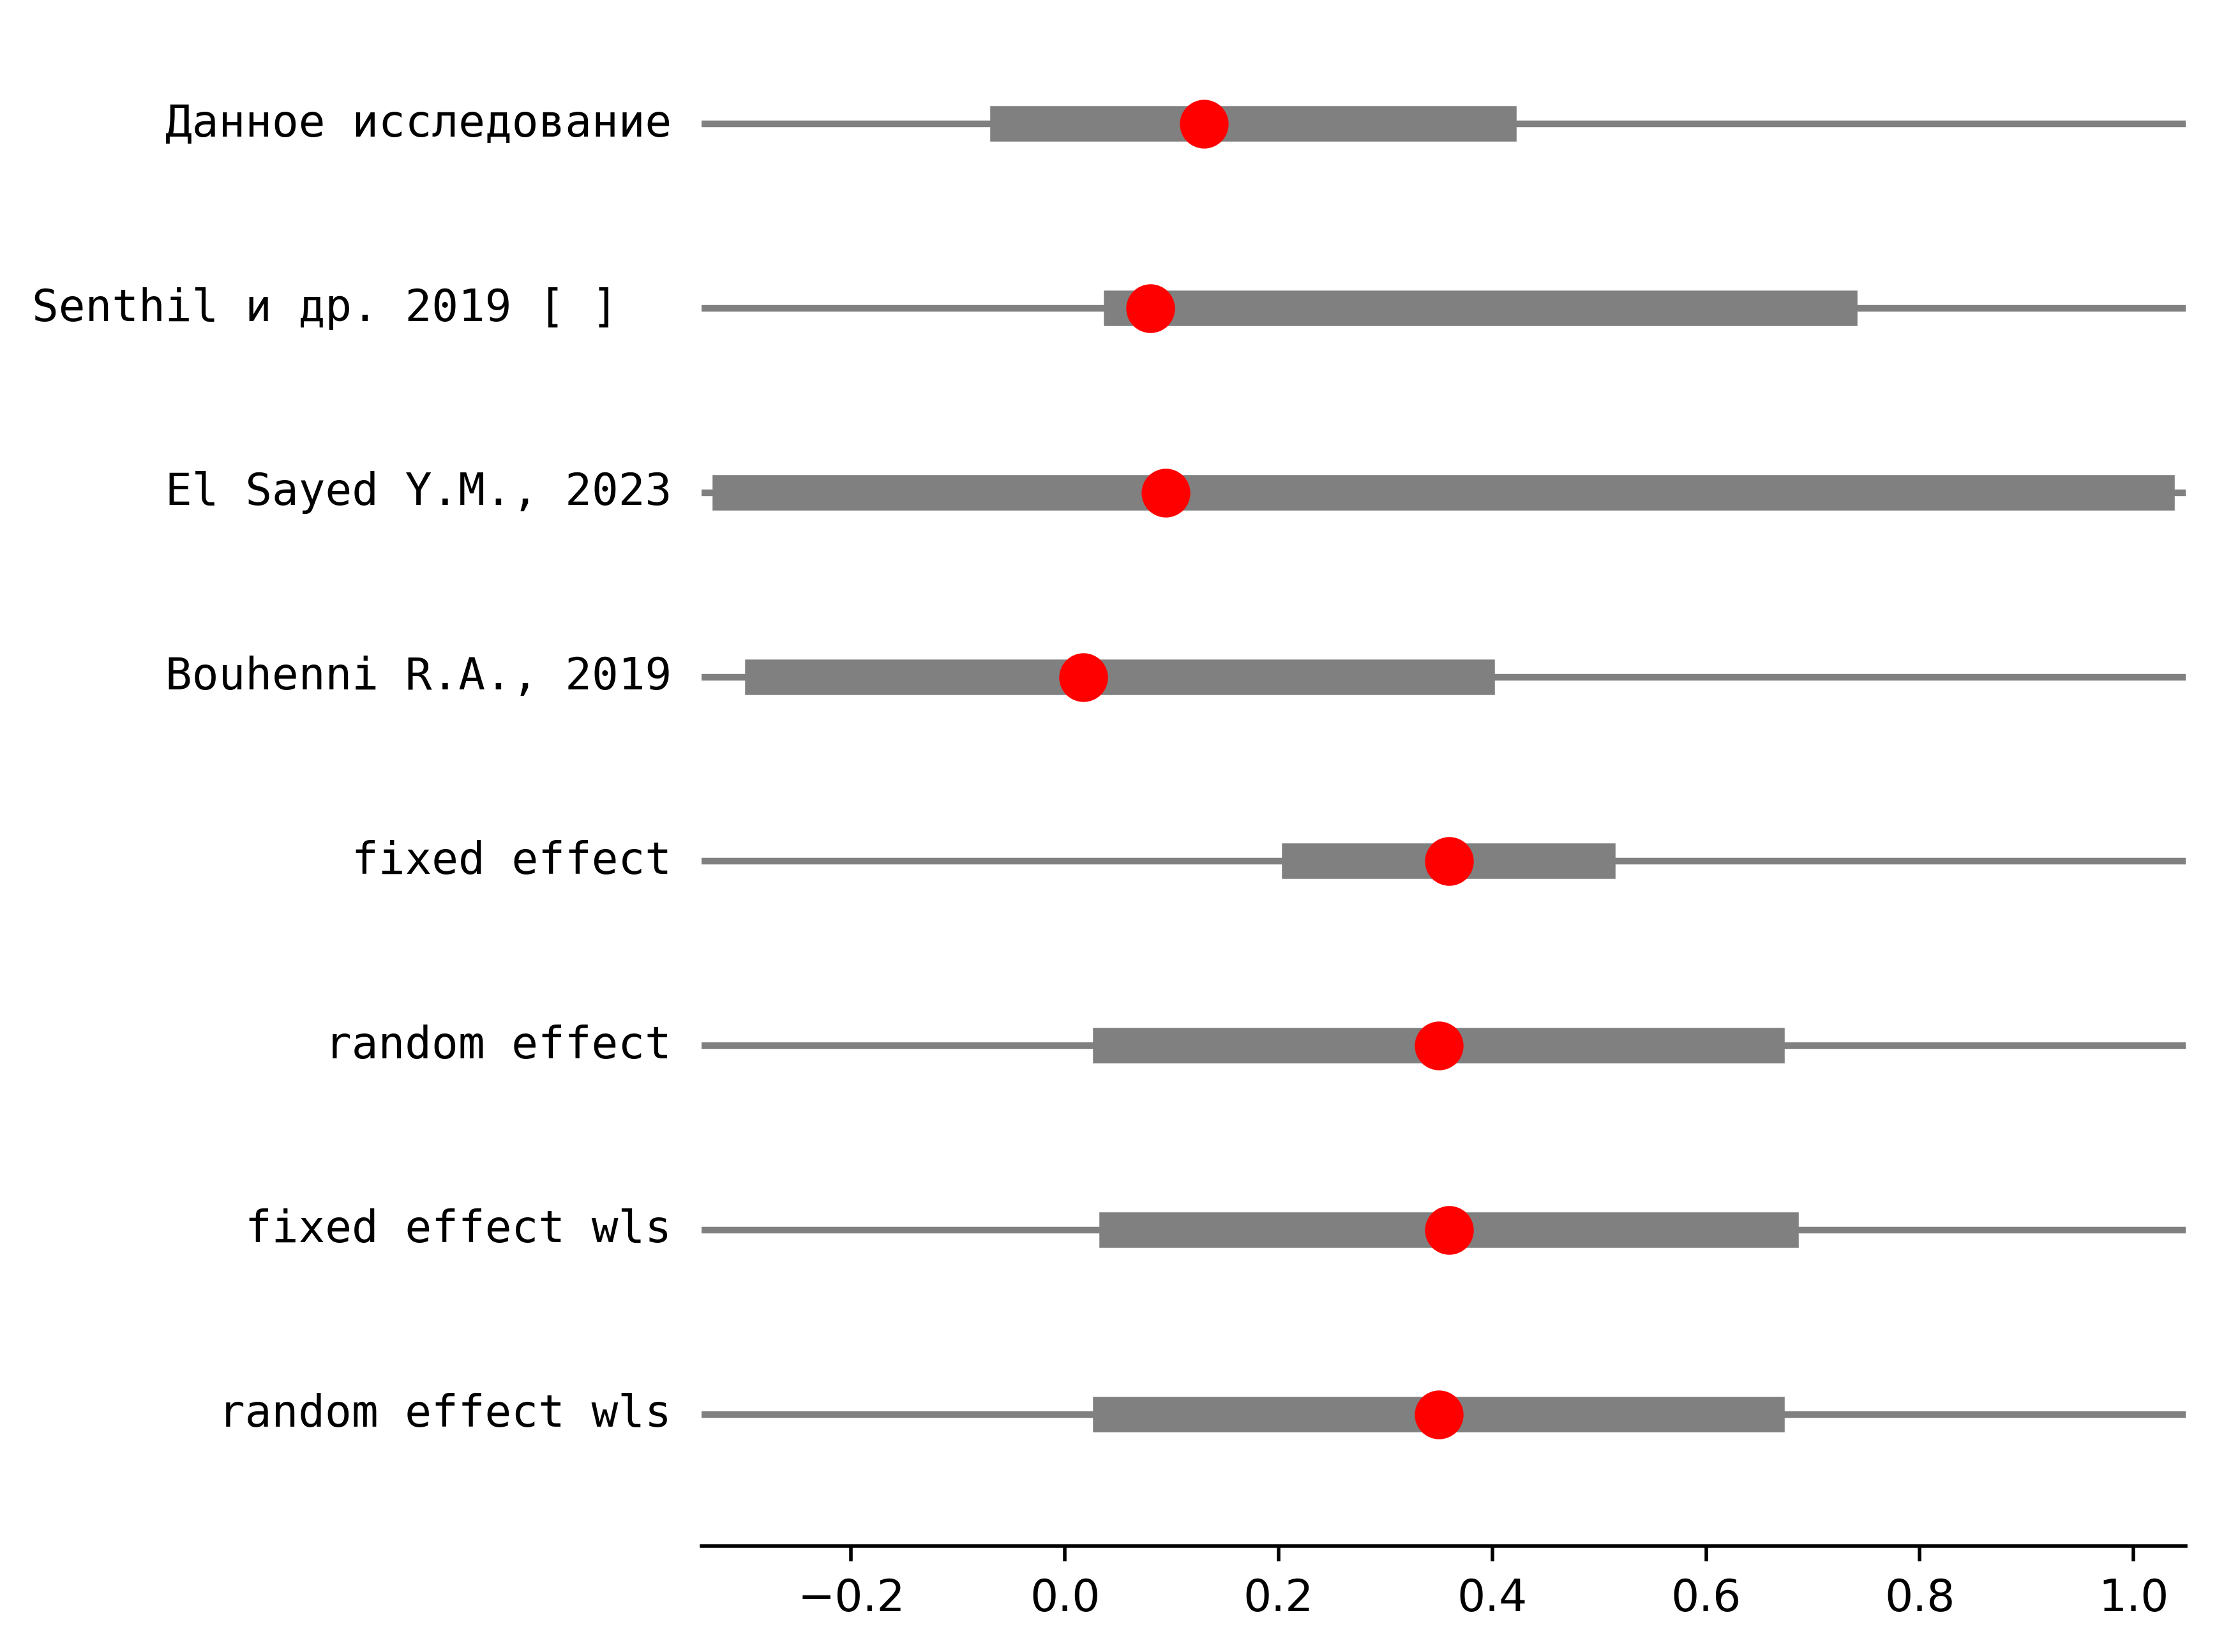 Данное исследование
Senthil и др. 2019 [ ]
El Sayed Y.M., 2023
Bouhenni R.A., 2019
fixed effect
random effect
fixed effect wls
random effect wls
−0.2 0.0 0.2 0.4 0.6 0.8 1.0